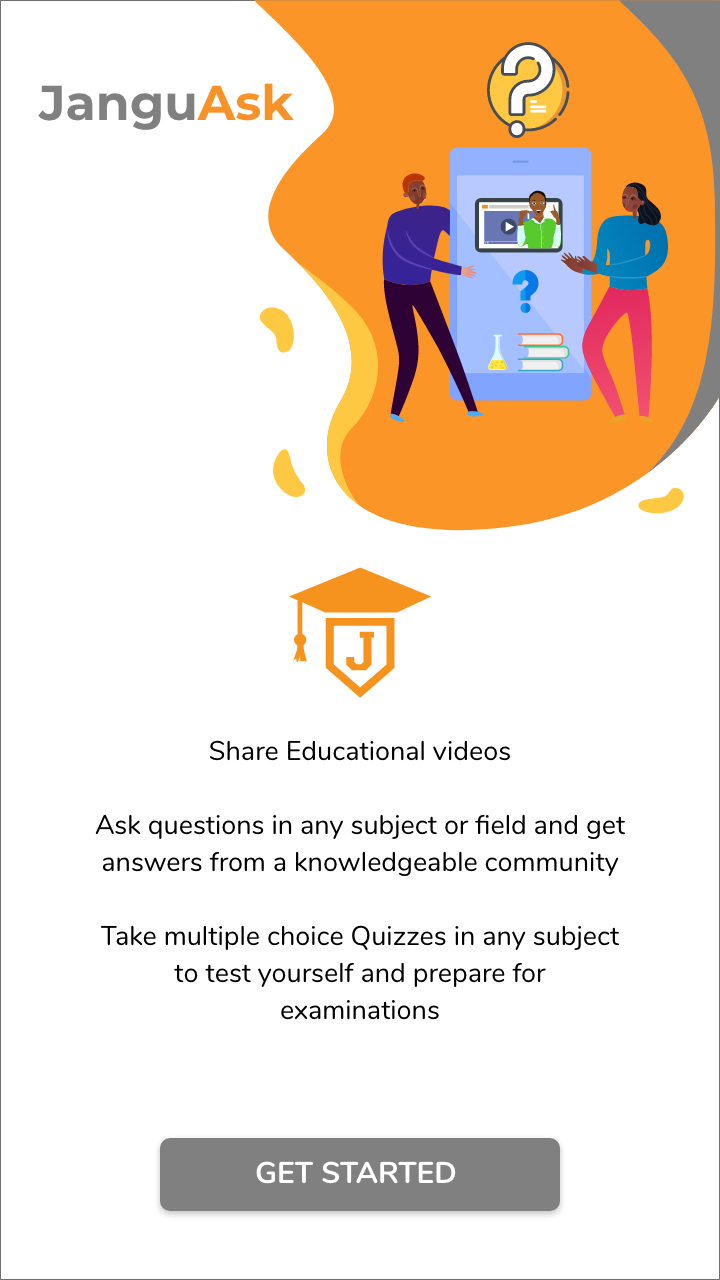 JanguAsk
J
Share Educational videos
Ask questions in any subject or field and get
answers from a knowledgeable community
Take multiple choice Quizzes in any subject
to test yourself and prepare for
examinations
GET STARTED